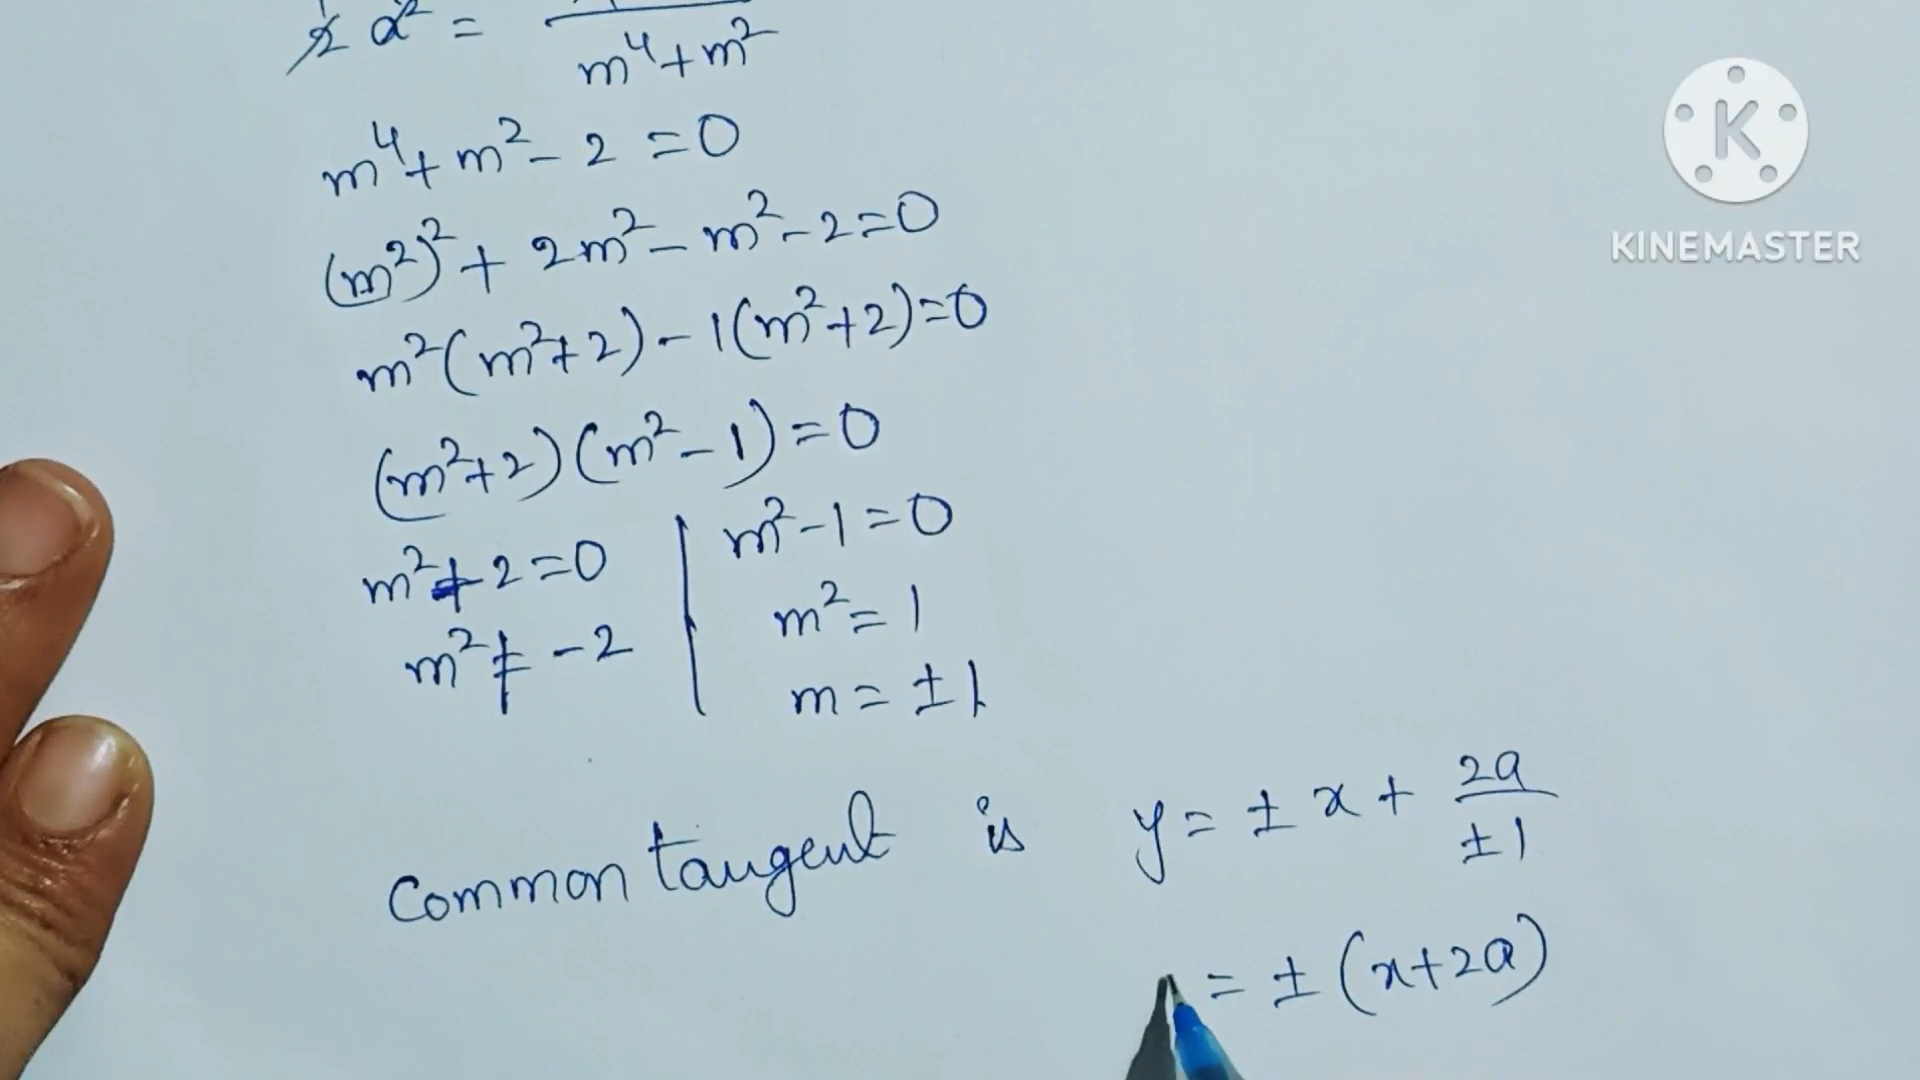 2 a² = / m⁴+m²
m⁴+m²-2=0
(m²)²+2m²-m²-2=0
m²(m²+2)-1(m²+2)=0
(m²+2)(m²-1)=0
m²+2=0 | m²-1=0
m²≠-2 | m²=1
m=±1
Common tangent is y=±x+2a/±1
=±(x+2a)
K
KINEMASTER